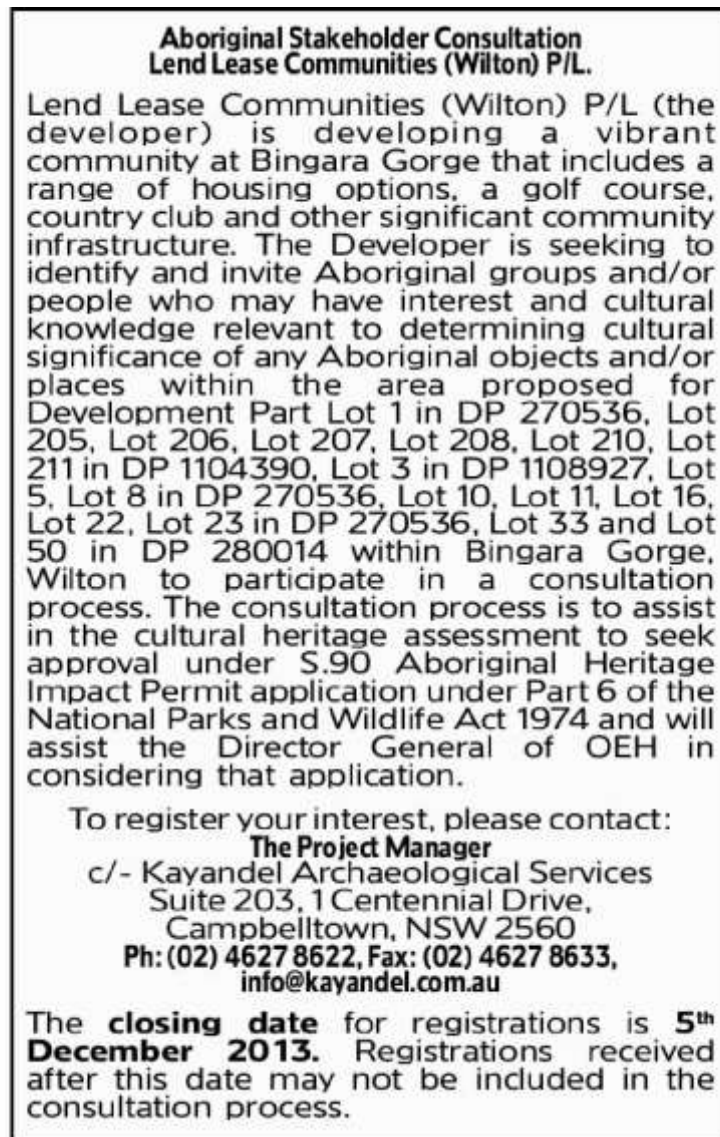 Aboriginal Stakeholder Consultation
Lend Lease Communities (Wilton) P/L.
Lend Lease Communities (Wilton) P/L (the
developer) is developing a vibrant
community at Bingara Gorge that includes a
range of housing options, a golf course,
country club and other significant community
infrastructure. The Developer is seeking to
identify and invite Aboriginal groups and/or
people who may have interest and cultural
knowledge relevant to determining cultural
significance of any Aboriginal objects and/or
places within the area proposed for
Development Part Lot 1 in DP 270536, Lot
205, Lot 206, Lot 207, Lot 208, Lot 210, Lot
211 in DP 1104390, Lot 3 in DP 1108927, Lot
5, Lot 8 in DP 270536, Lot 10, Lot 11, Lot 16,
Lot 22, Lot 23 in DP 270536, Lot 33 and Lot
50 in DP 280014 within Bingara Gorge,
Wilton to participate in a consultation
process. The consultation process is to assist
in the cultural heritage assessment to seek
approval under S.90 Aboriginal Heritage
Impact Permit application under Part 6 of the
National Parks and Wildlife Act 1974 and will
assist the Director General of OEH in
considering that application.
To register your interest, please contact:
The Project Manager
c/- Kayandel Archaeological Services
Suite 203, 1 Centennial Drive,
Campbelltown, NSW 2560
Ph: (02) 4627 8622, Fax: (02) 4627 8633,
info@kayandel.com.au
The closing date for registrations is 5th
December 2013. Registrations received
after this date may not be included in the
consultation process.